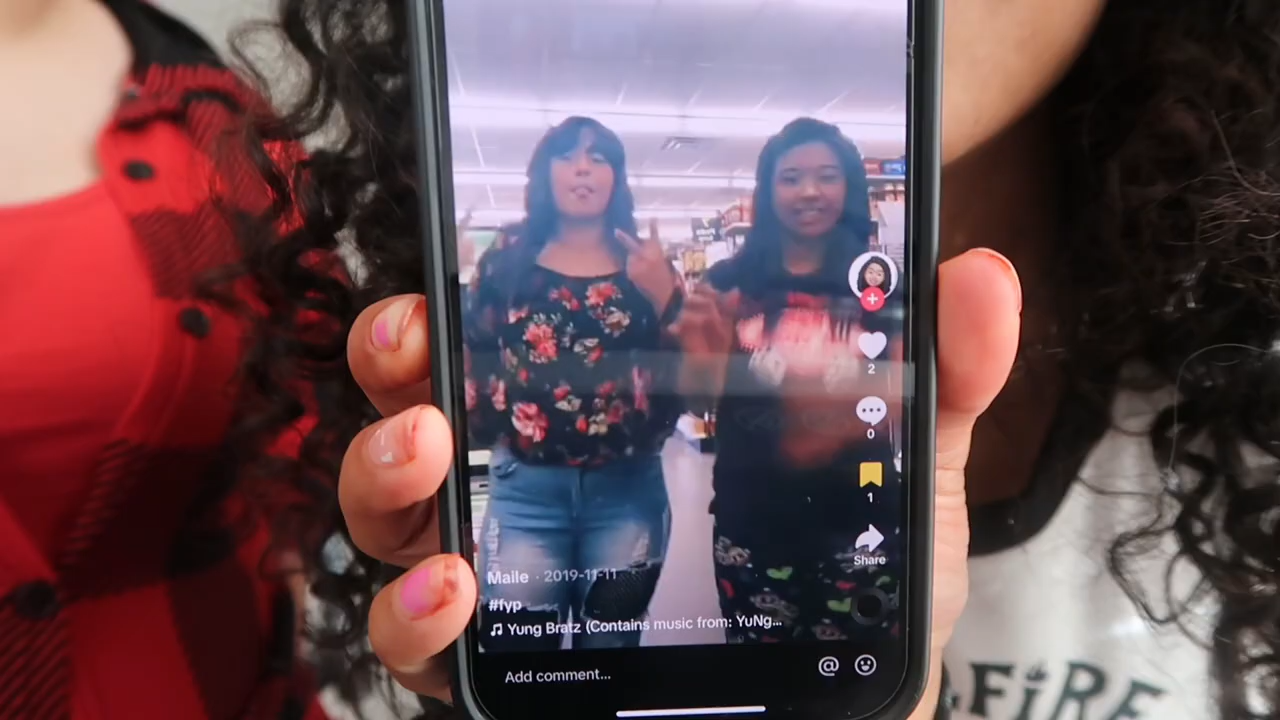 2
0
1
Share
Maile · 2019-11-11
#fyp
Yung Bratz (Contains music from: YuNg...
Add comment...
@
FiRE